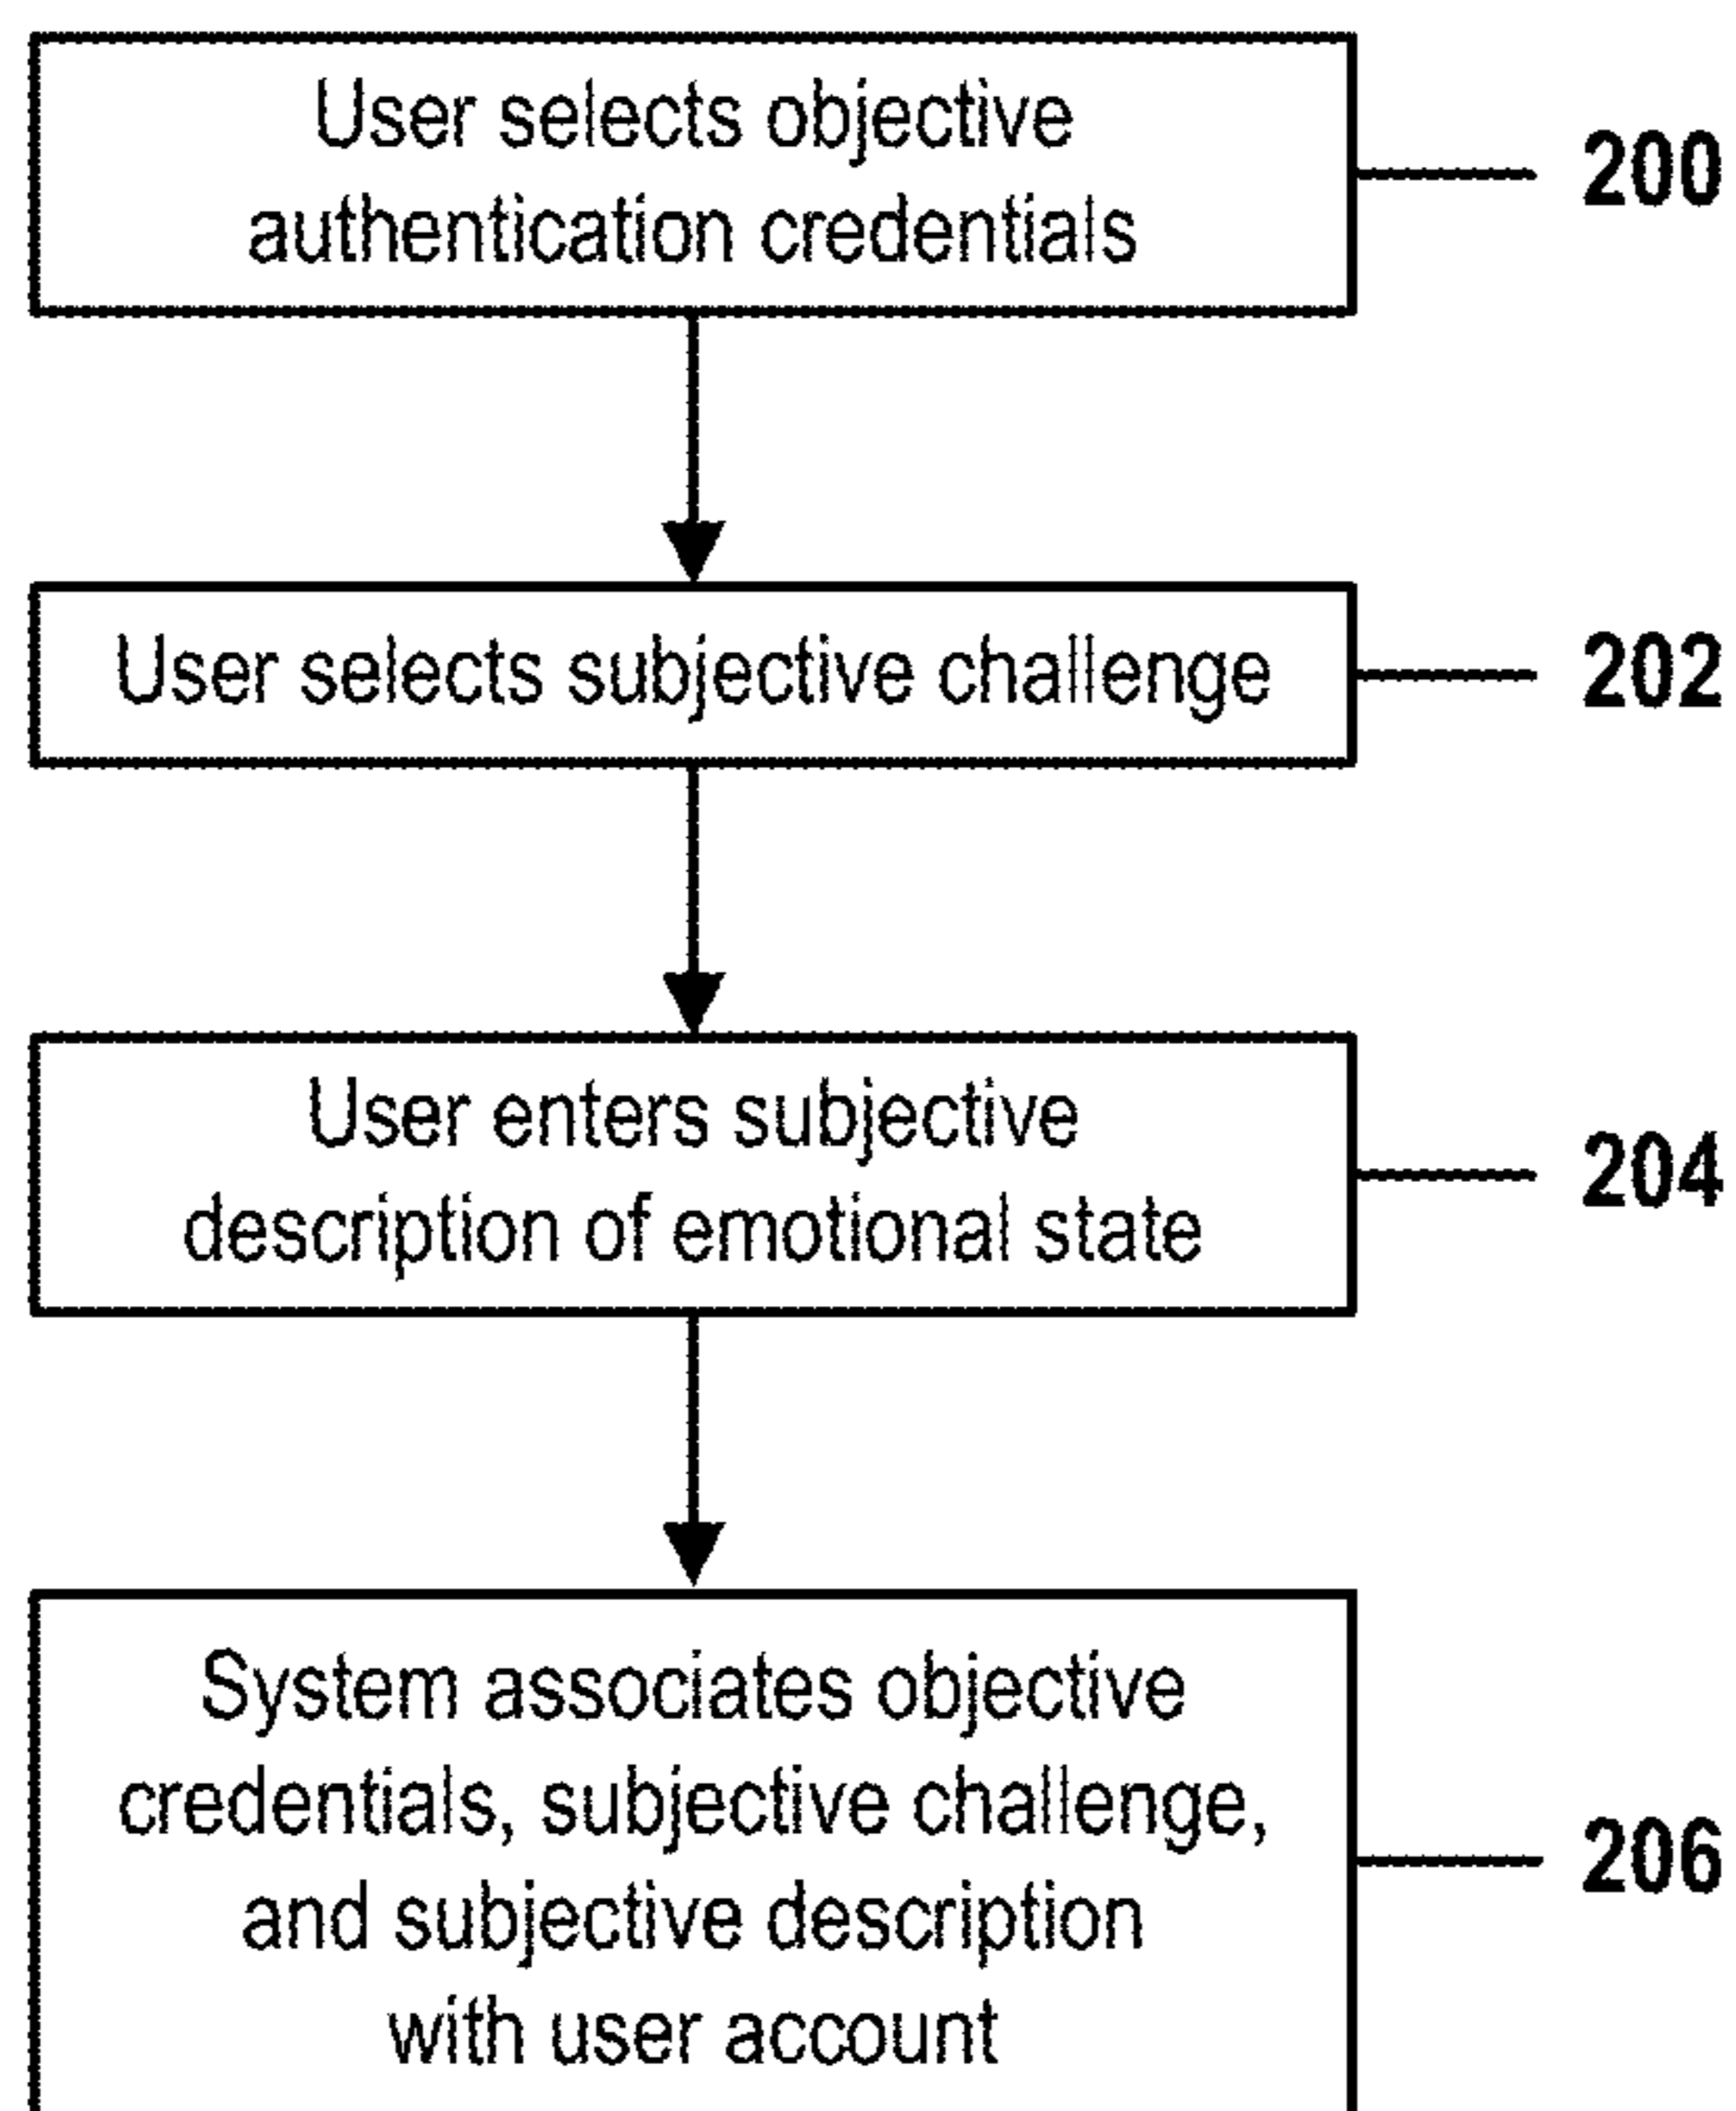 User selects objective
authentication credentials
200
User selects subjective challenge
202
User enters subjective
description of emotional state
204
System associates objective
credentials, subjective challenge,
and subjective description
with user account
206